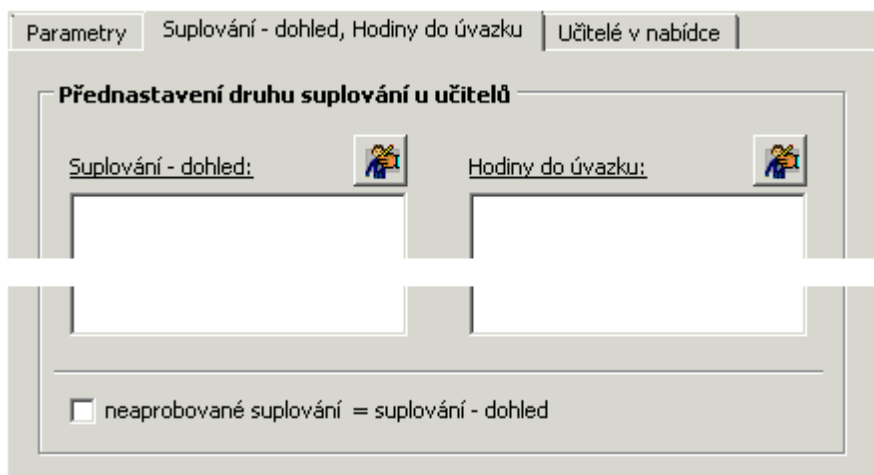 Parametry
Suplování - dohled, Hodiny do úvazku
Učitelé v nabídce
Přednastavení druhu suplování u učitelů
Suplování - dohled:
Hodiny do úvazku:
neaprobované suplování = suplování - dohled